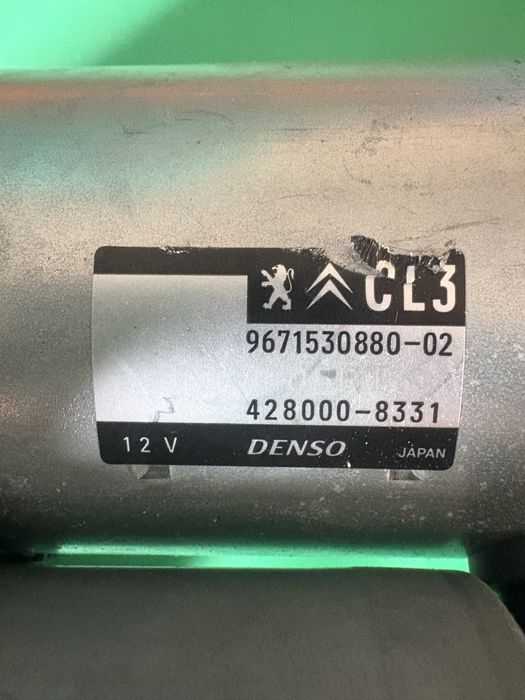 CL3
9671530880-02
428000-8331
12 V DENSO JAPAN